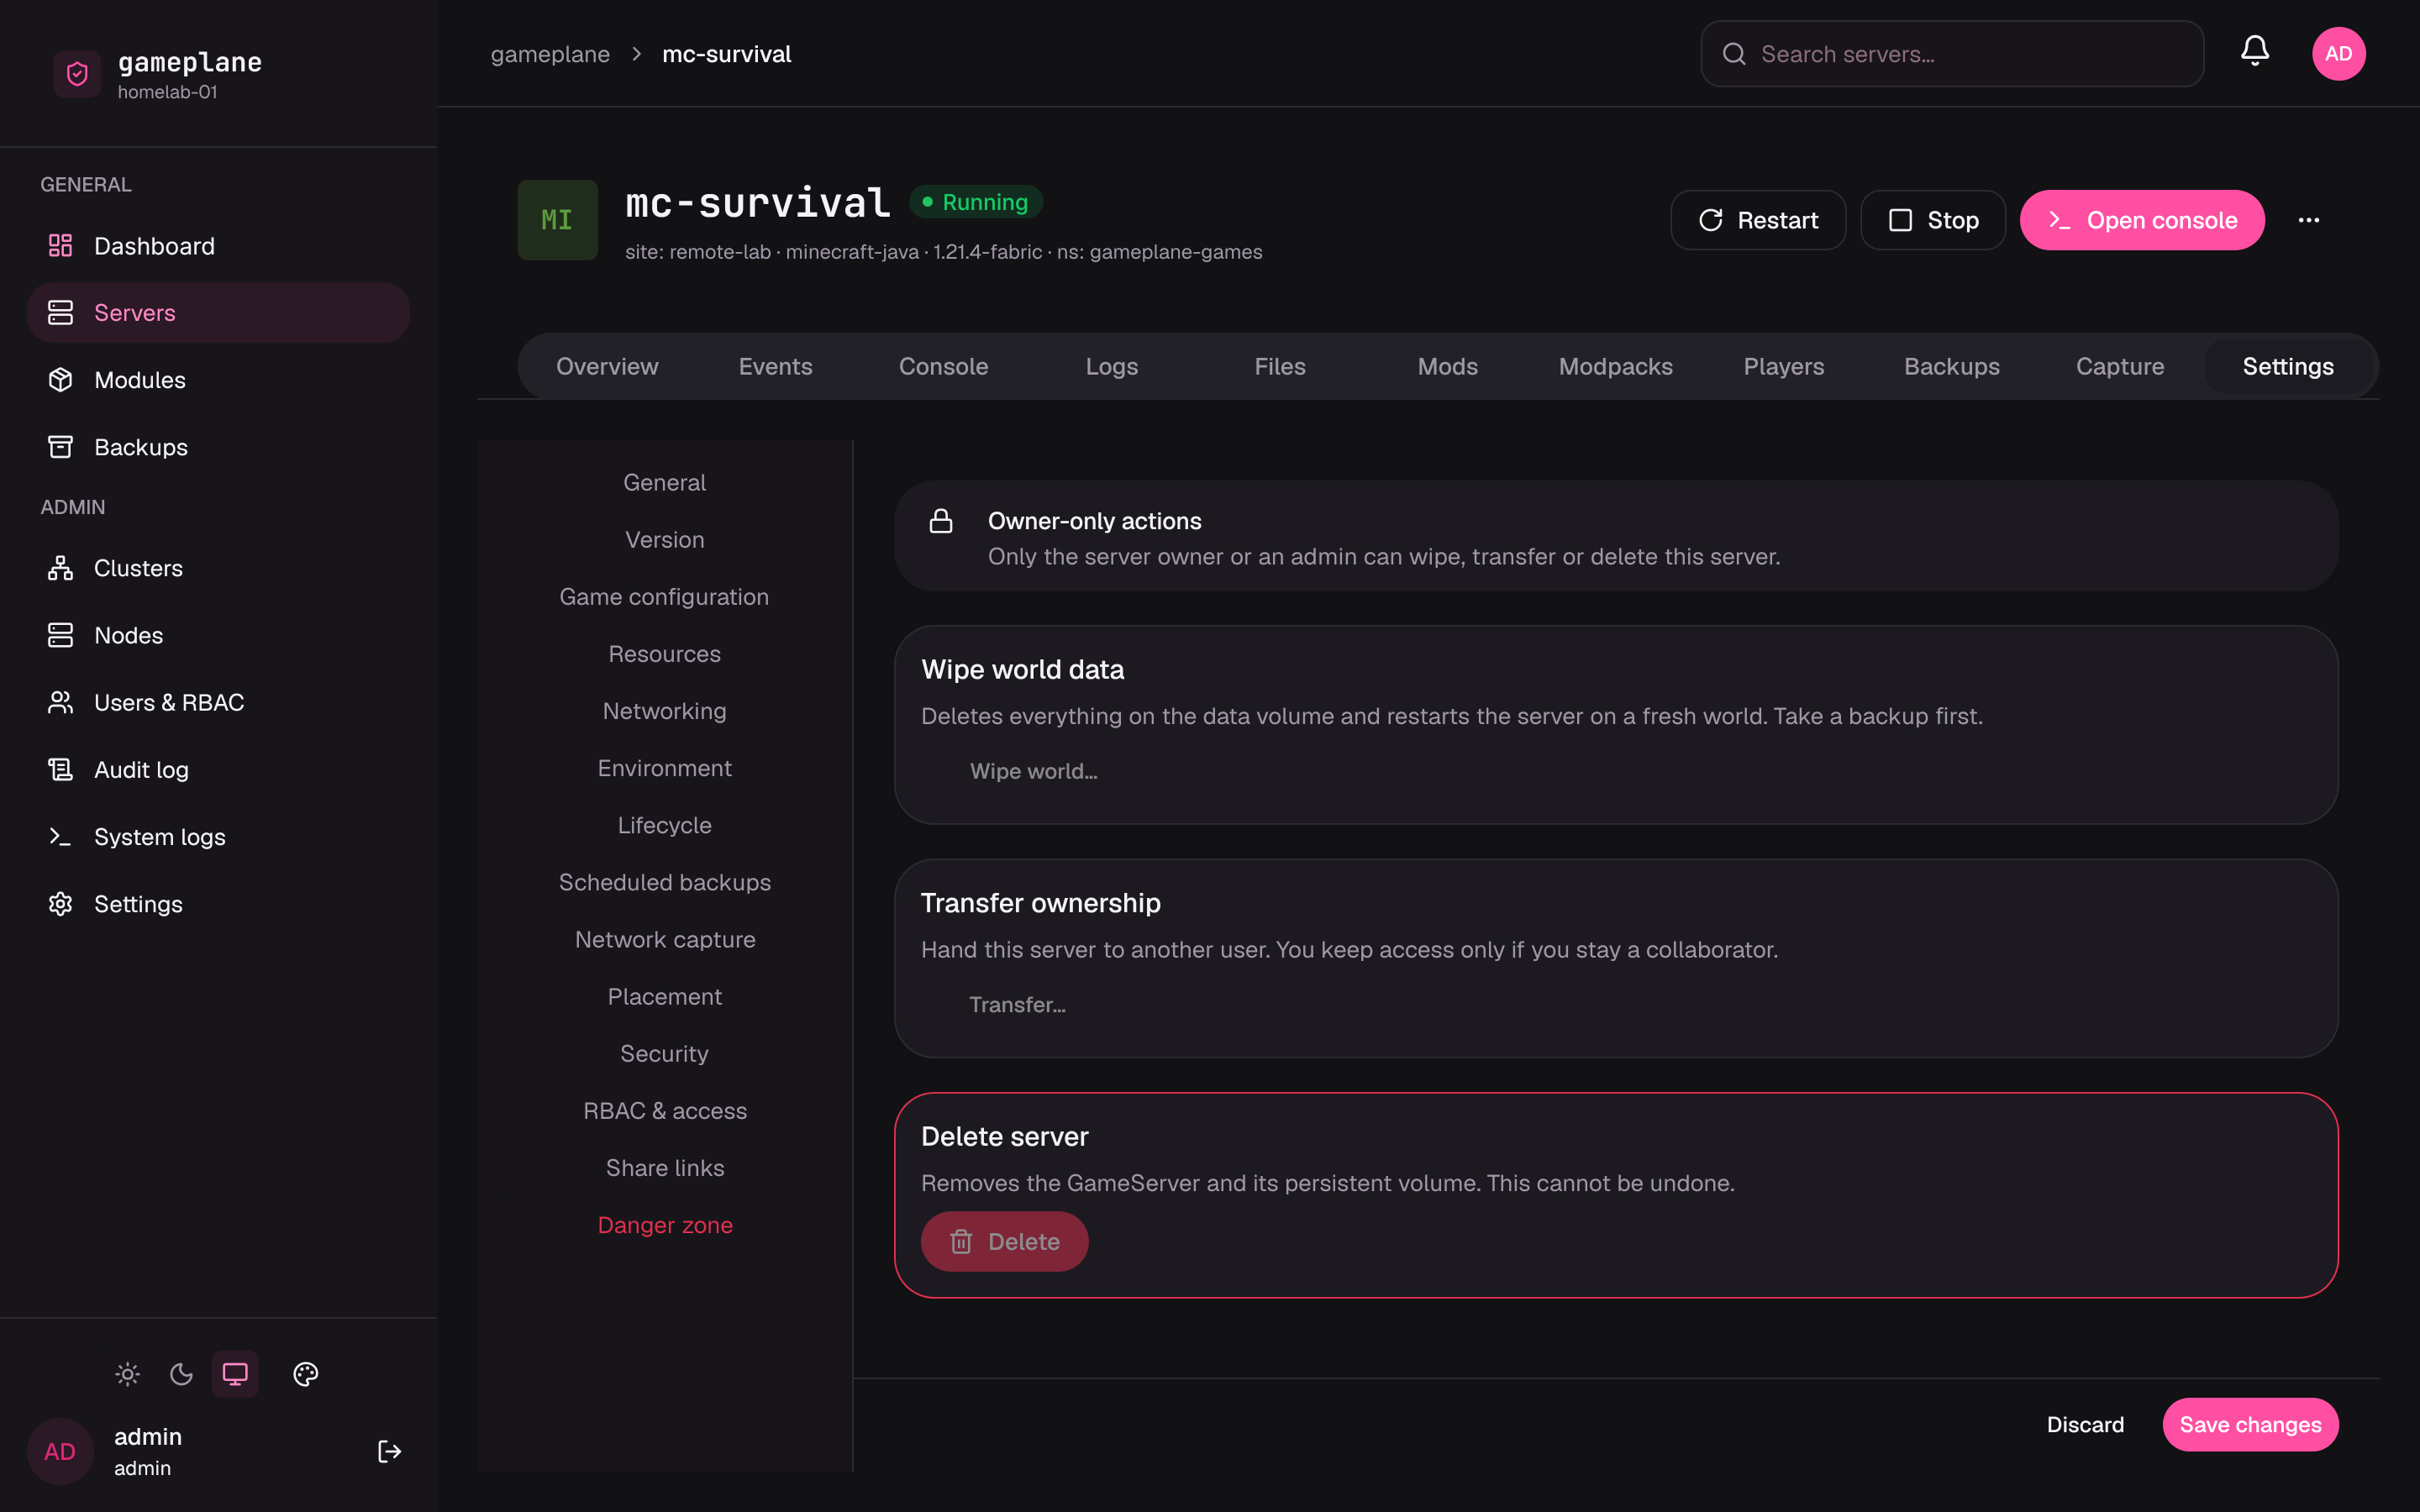 gameplane
homelab-01
GENERAL
Dashboard
Servers
Modules
Backups
ADMIN
Clusters
Nodes
Users & RBAC
Audit log
System logs
Settings
AD
admin
admin
gameplane > mc-survival
Search servers...
AD
MI
mc-survival
Running
site: remote-lab · minecraft-java · 1.21.4-fabric · ns: gameplane-games
Restart
Stop
Open console
Overview
Events
Console
Logs
Files
Mods
Modpacks
Players
Backups
Capture
Settings
General
Version
Game configuration
Resources
Networking
Environment
Lifecycle
Scheduled backups
Network capture
Placement
Security
RBAC & access
Share links
Danger zone
Owner-only actions
Only the server owner or an admin can wipe, transfer or delete this server.
Wipe world data
Deletes everything on the data volume and restarts the server on a fresh world. Take a backup first.
Wipe world...
Transfer ownership
Hand this server to another user. You keep access only if you stay a collaborator.
Transfer...
Delete server
Removes the GameServer and its persistent volume. This cannot be undone.
Delete
Discard
Save changes